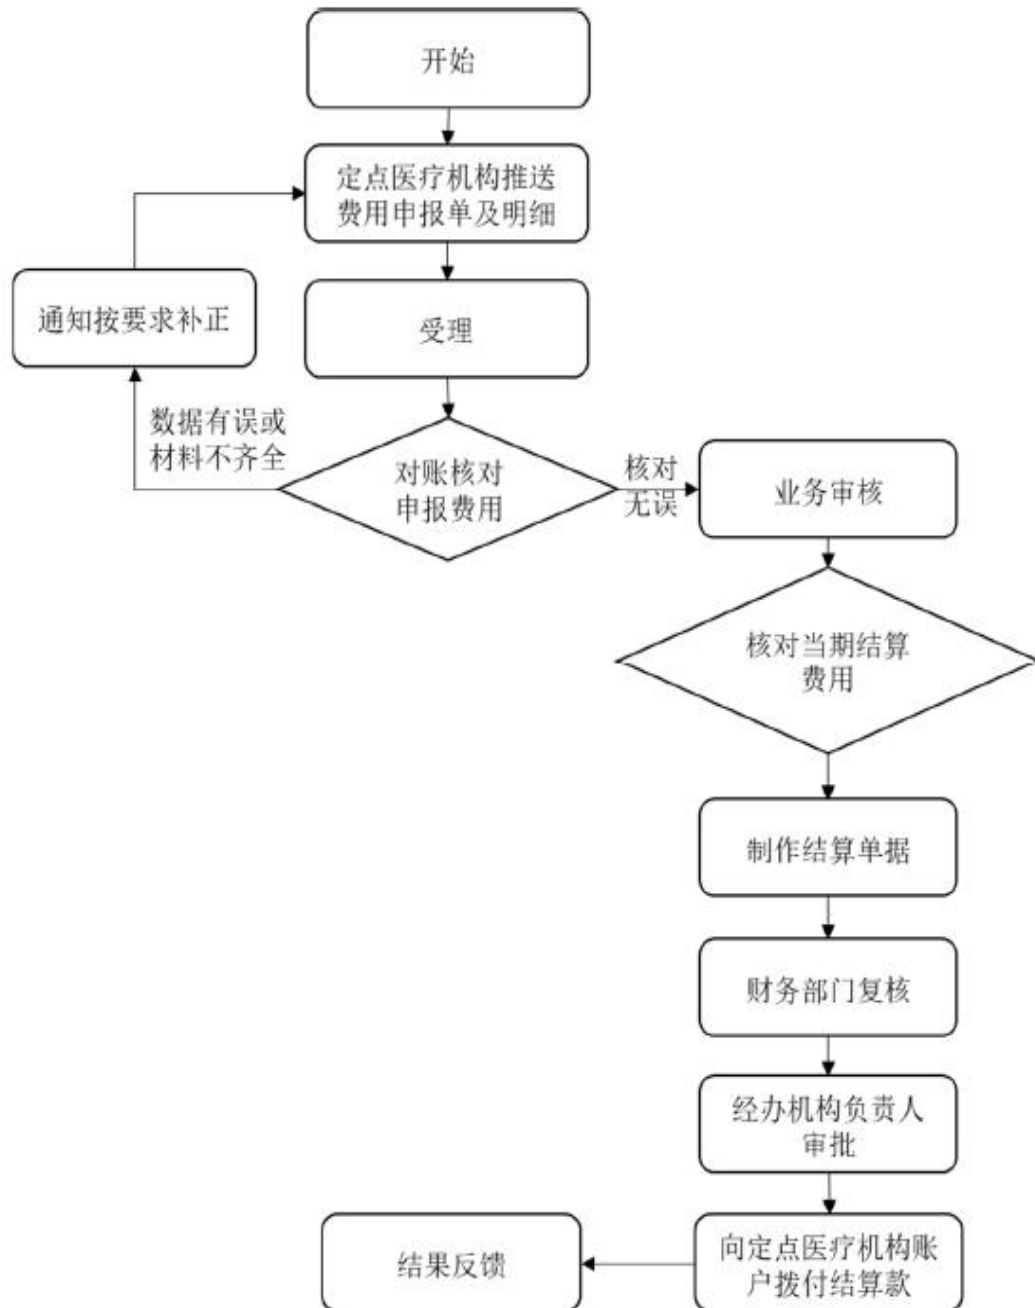 开始
定点医疗机构推送
费用申报单及明细
通知按要求补正
受理
数据有误或
材料不齐全
对账核对
申报费用
核对
无误
业务审核
核对当期结算
费用
制作结算单据
财务部门复核
经办机构负责人
审批
向定点医疗机构账
户拨付结算款
结果反馈